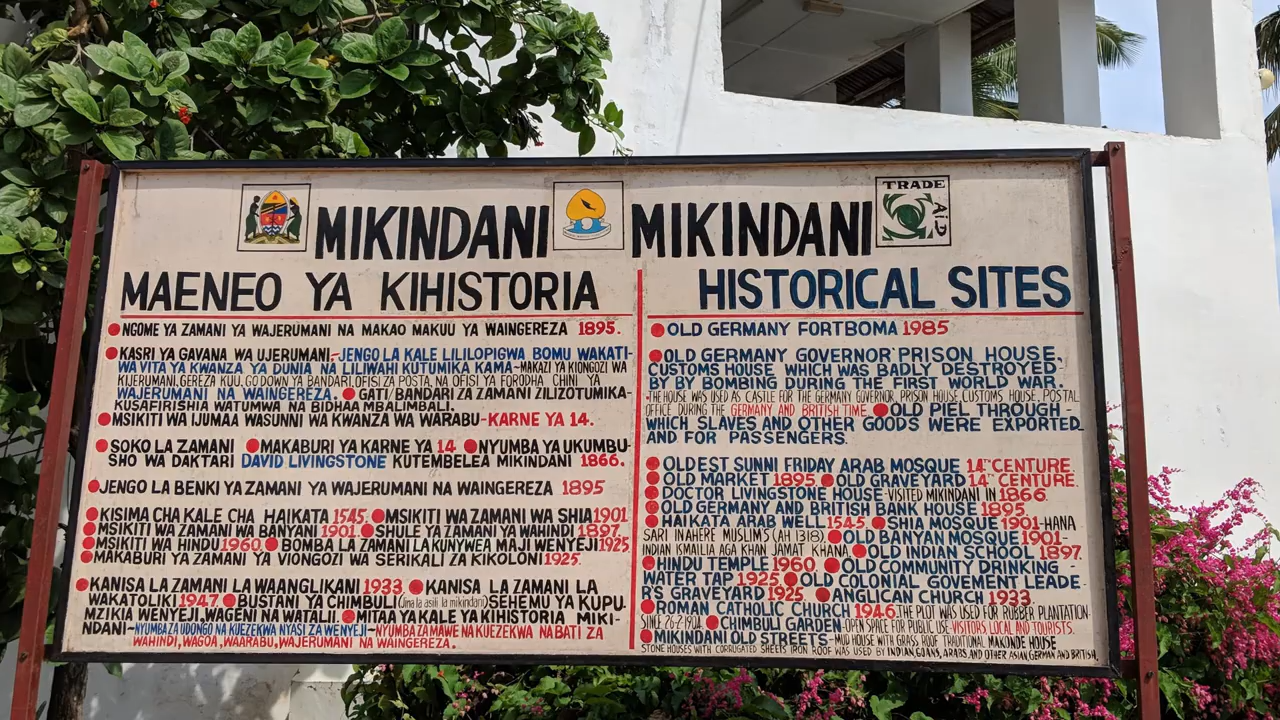 MIKINDANI MIKINDANI
TRADE
AiD
MAENEO YA KIHISTORIA
NGOME YA ZAMANI YA WAJERUMANI NA MAKAO MAKUU YA WAINGEREZA 1895.
KASRI YA GAVANA WA UJERUMANI-JENGO LA KALE LILILOPIGWA BOMU WAKATI-
WA VITA YA KWANZA YA DUNIA NA LILIWAHI KUTUMIKA KAMA-MAKAZI YA KIONGOZI WA
KIJERUMANI, GEREZA KUU, GO DOWN YA BANDARI, OFISI ZA POSTA, NA OFISI YA FORODHA CHINI YA
WAJERUMANI NA WAINGEREZA. GATI/BANDARI ZA ZAMANI ZILIZOTUMIKA-
KUSAFIRISHIA WATUMWA NA BIDHAA MBALIMBALI.
MSIKITI WA IJUMAA WASUNNI WA KWANZA WA WARABU-KARNE YA 14.
SOKO LA ZAMANI MAKABURI YA KARNE YA 14 NYUMBA YA UKUMBU-
SHO WA DAKTARI DAVID LIVINGSTONE KUTEMBELEA MIKINDANI 1866.
JENGO LA BENKI YA ZAMANI YA WAJERUMANI NA WAINGEREZA 1895
KISIMA CHA KALE CHA HAIKATA 1545. MSIKITI WA ZAMANI WA SHIA 1901
MSIKITI WA ZAMANI WA BANYANI 1901. SHULE YA ZAMANI YA WAHINDI 1897.
MSIKITI WA HINDU 1960. BOMBA LA ZAMANI LA KUNYWEA MAJI WENYEJI 1925
MAKABURI YA ZAMANI YA VIONGOZI WA SERIKALI ZA KIKOLONI 1925.
KANISA LA ZAMANI LA WAANGLIKANI 1933. KANISA LA ZAMANI LA
WAKATOLIKI 1947. BUSTANI YA CHIMBULI (Jina la asili la mikindani) SEHEMU YA KUPU-
MZIKIA WENYEJI, WAGENI NA WATALII. MITAA YA KALE YA KIHISTORIA MIKI-
NDANI-NYUMBA ZA UDONGO NA KUEZEKWA NYASI ZA WENYEJI-NYUMBA ZA MAWE NA KUEZEKWA NA BATI ZA
WAHINDI, WAGOA, WAARABU, WAJERUMANI NA WAINGEREZA.
HISTORICAL SITES
OLD GERMANY FORTBOMA 1985
OLD GERMANY GOVERNOR PRISON HOUSE,
CUSTOMS HOUSE, WHICH WAS BADLY DESTROYED-
BY BY BOMBING DURING THE FIRST WORLD WAR.
THE HOUSE WAS USED AS CASTLE FOR THE GERMANY GOVERNOR, PRISON HOUSE, CUSTOMS HOUSE, POSTAL
OFFICE DURING THE GERMANY AND BRITISH TIME. OLD PIEL THROUGH-
WHICH SLAVES AND OTHER GOODS WERE EXPORTED
AND FOR PASSENGERS.
OLDEST SUNNI FRIDAY ARAB MOSQUE 14TH CENTURE.
OLD MARKET 1895. OLD GRAVEYARD 14TH CENTURE.
DOCTOR LIVINGSTONE HOUSE-VISITED MIKINDANI IN 1866.
OLD GERMANY AND BRITISH BANK HOUSE 1895.
HAIKATA ARAB WELL 1545 SHIA MOSQUE 1901-HANA
SARI INAHERE MUSLIMS (AH 1318). OLD BANYAN MOSQUE 1901-
INDIAN ISMAILIA AGA KHAN JAMAT KHANA, OLD INDIAN SCHOOL 1897.
HINDU TEMPLE 1960. OLD COMMUNITY DRINKING-
WATER TAP 1925 OLD COLONIAL GOVEMENT LEADE-
R'S GRAVEYARD 1925 ANGLICAN CHURCH 1933.
ROMAN CATHOLIC CHURCH 1946. THE PLOT WAS USED FOR RUBBER PLANTATION-
SINCE 26-2-1904. CHIMBULI GARDEN-OPEN SPACE FOR PUBLIC USE, VISITORS, LOCAL AND TOURISTS.
MIKINDANI OLD STREETS-MUD HOUSE WITH GRASS ROOF TRADITIONAL MAKONDE HOUSE
STONE HOUSES WITH CORRUGATED SHEETS IRON ROOF WAS USED BY INDIAN, GOANS, ARABS, AND OTHER ASIAN, GERMAN AND BRITISH.